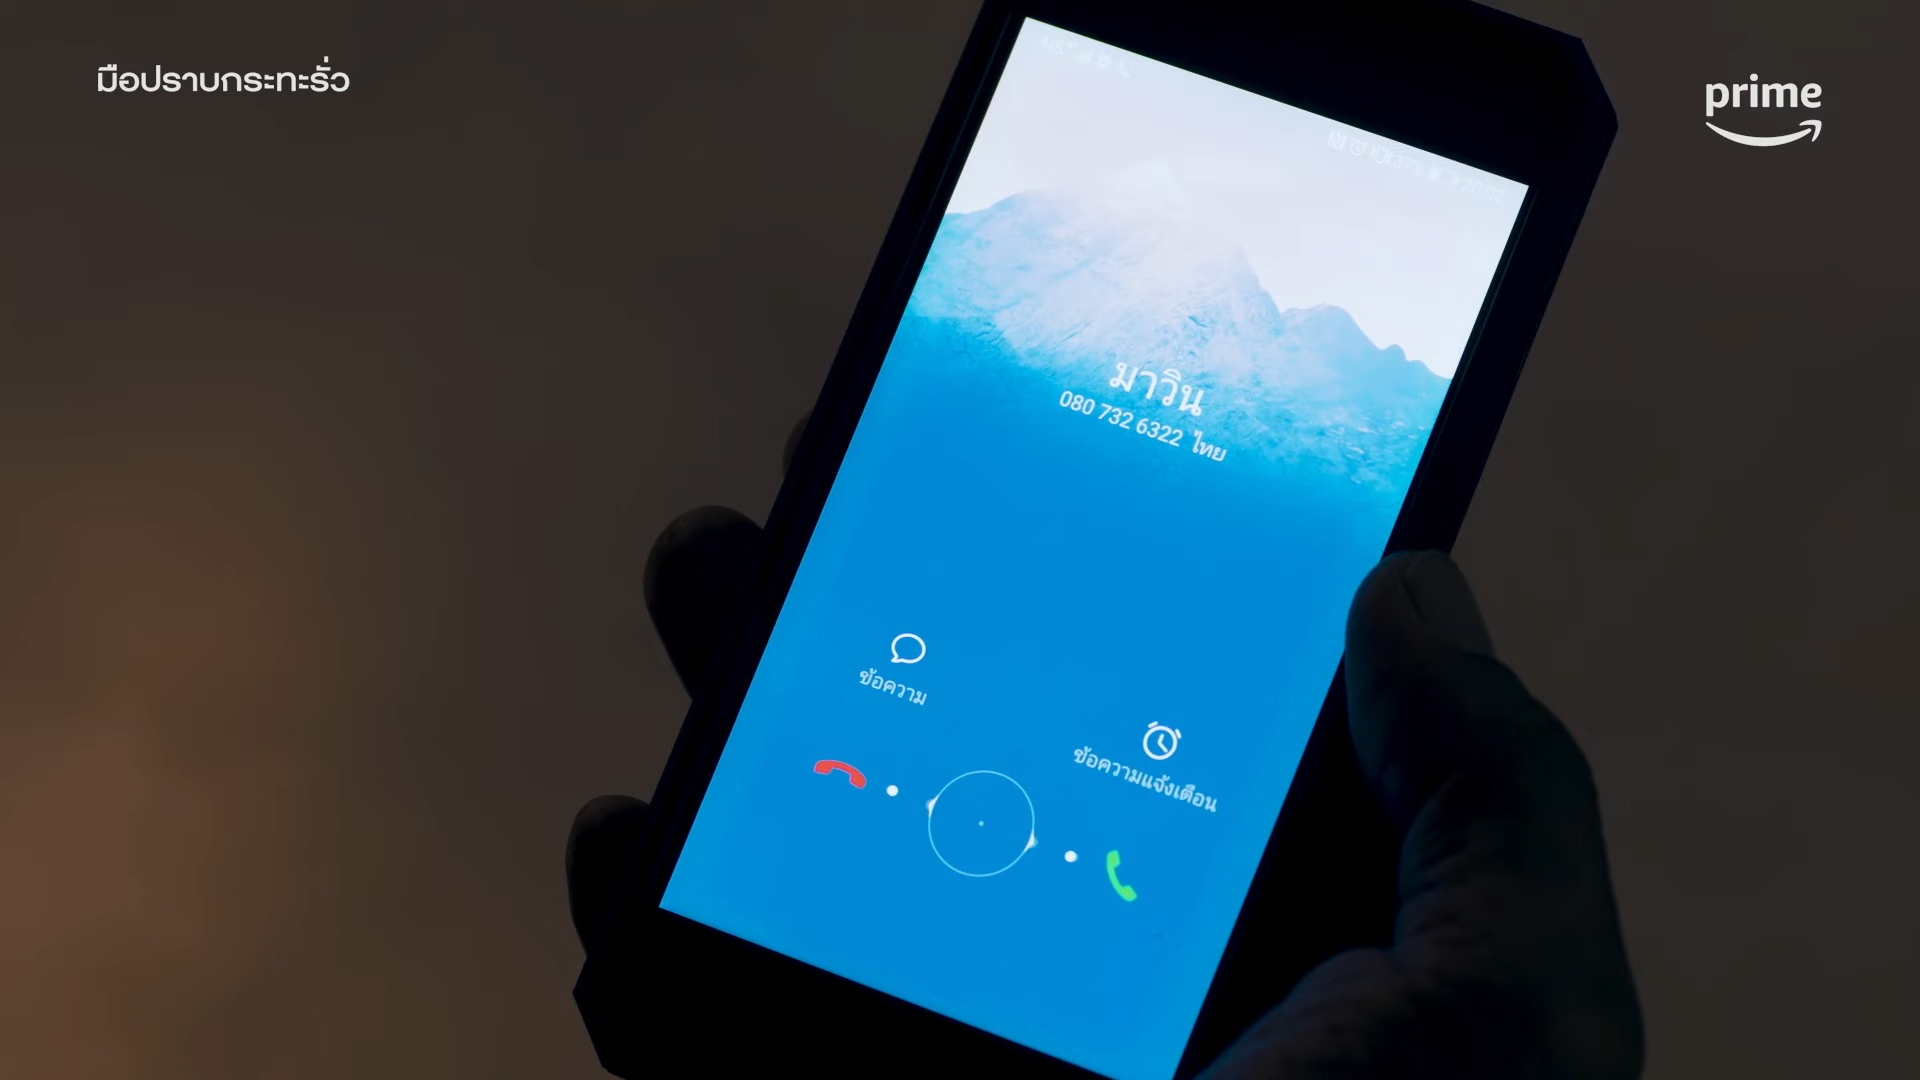 มือปราบกระทะรั่ว
prime
มาวิน
080 732 6322 ไทย
ข้อความ
ข้อความแจ้งเตือน